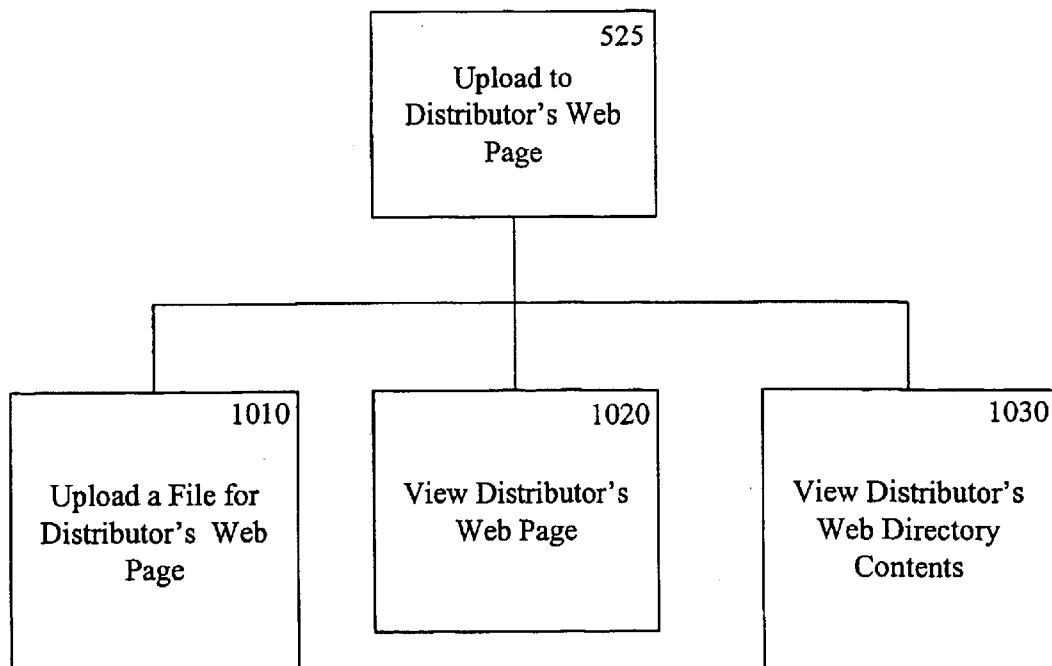 525
Upload to
Distributor's Web
Page
1010
Upload a File for
Distributor's Web
Page
1020
View Distributor's
Web Page
1030
View Distributor's
Web Directory
Contents